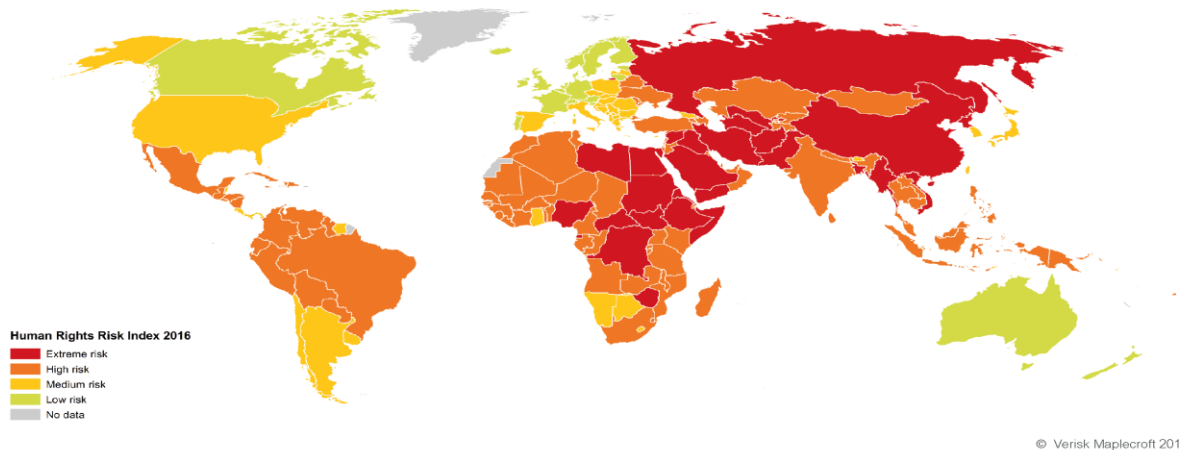 Human Rights Risk Index 2016
Extreme risk
High risk
Medium risk
Low risk
No data
© Verisk Maplecroft 201